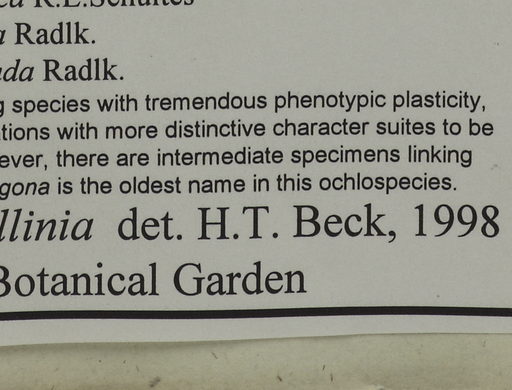 R.E.Schultes
Radlk.
Radlk.
species with tremendous phenotypic plasticity,
tions with more distinctive character suites to be
ever, there are intermediate specimens linking
gona is the oldest name in this ochlospecies.
llinia det. H.T. Beck, 1998
Botanical Garden